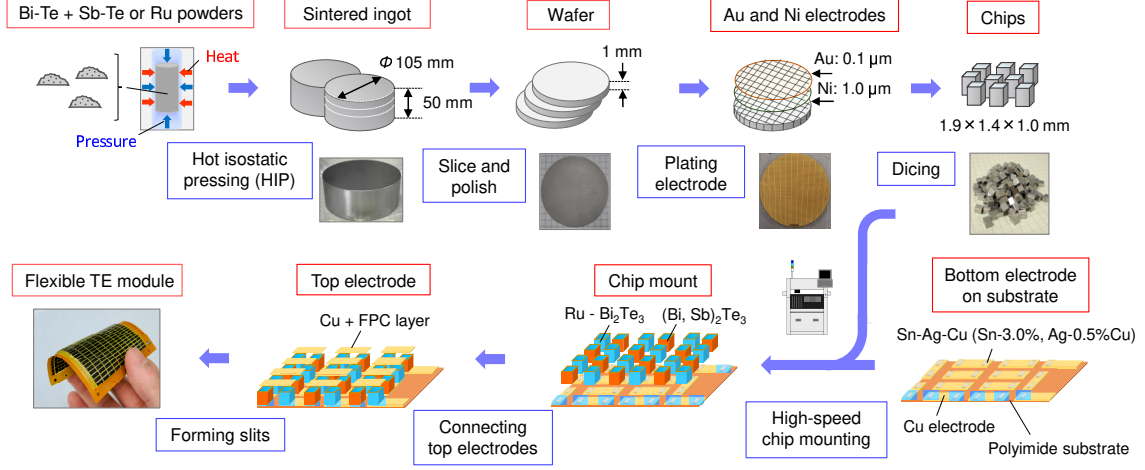 Bi-Te + Sb-Te or Ru powders
Sintered ingot
Wafer
Au and Ni electrodes
Chips
Heat
Pressure
Φ 105 mm
50 mm
1 mm
Au: 0.1 μm
Ni: 1.0 μm
1.9 × 1.4 × 1.0 mm
Hot isostatic
pressing (HIP)
Slice and
polish
Plating
electrode
Dicing
Flexible TE module
Top electrode
Chip mount
Bottom electrode
on substrate
Cu + FPC layer
Ru - Bi₂Te₃
(Bi, Sb)₂Te₃
Sn-Ag-Cu (Sn-3.0%, Ag-0.5%Cu)
Cu electrode
Polyimide substrate
Forming slits
Connecting
top electrodes
High-speed
chip mounting